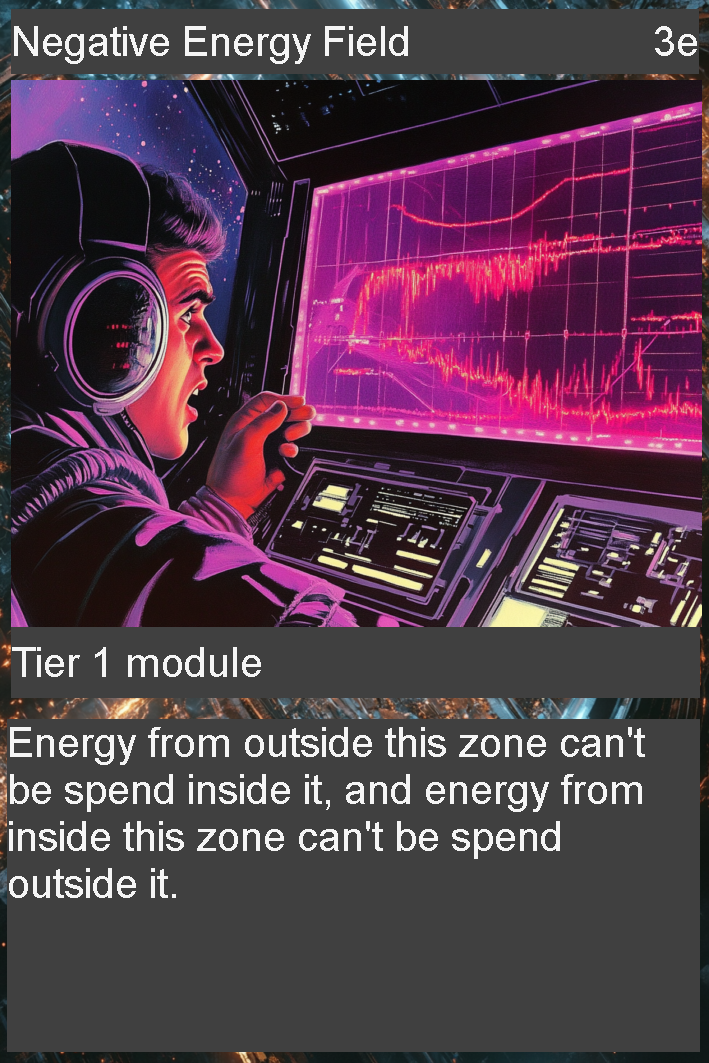 Negative Energy Field 3e
Tier 1 module
Energy from outside this zone can't
be spend inside it, and energy from
inside this zone can't be spend
outside it.